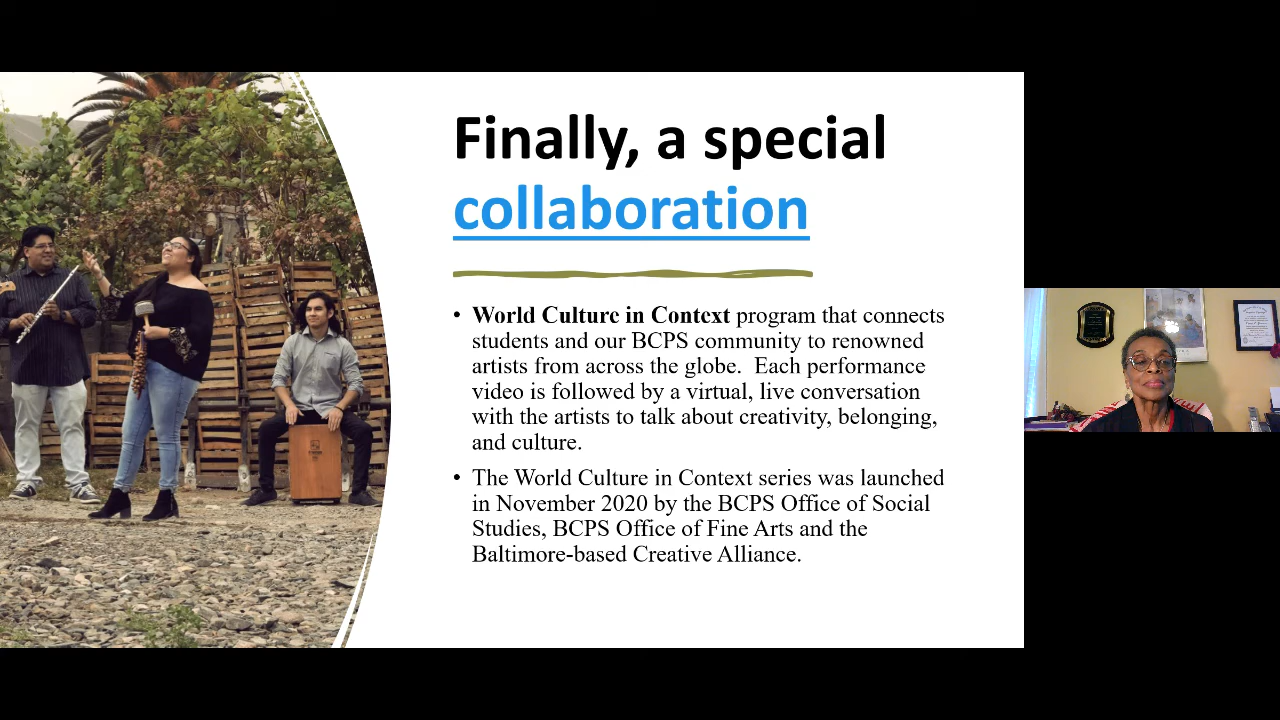 Finally, a special
collaboration
• World Culture in Context program that connects
students and our BCPS community to renowned
artists from across the globe.  Each performance
video is followed by a virtual, live conversation
with the artists to talk about creativity, belonging,
and culture.
• The World Culture in Context series was launched
in November 2020 by the BCPS Office of Social
Studies, BCPS Office of Fine Arts and the
Baltimore-based Creative Alliance.